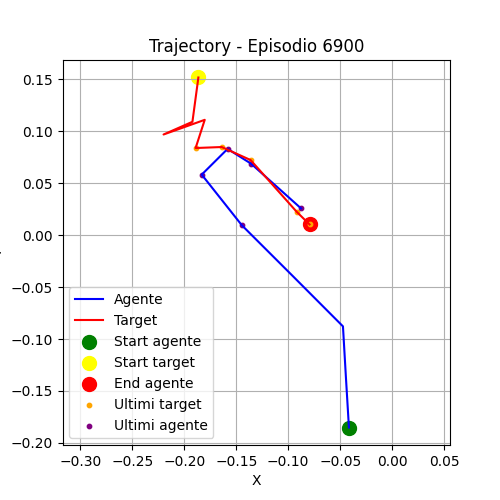 Trajectory - Episodio 6900
0.15
0.10
0.05
0.00
−0.05
−0.10
−0.15
−0.20
Agente
Target
Start agente
Start target
End agente
Ultimi target
Ultimi agente
−0.30 −0.25 −0.20 −0.15 −0.10 −0.05 0.00 0.05
X